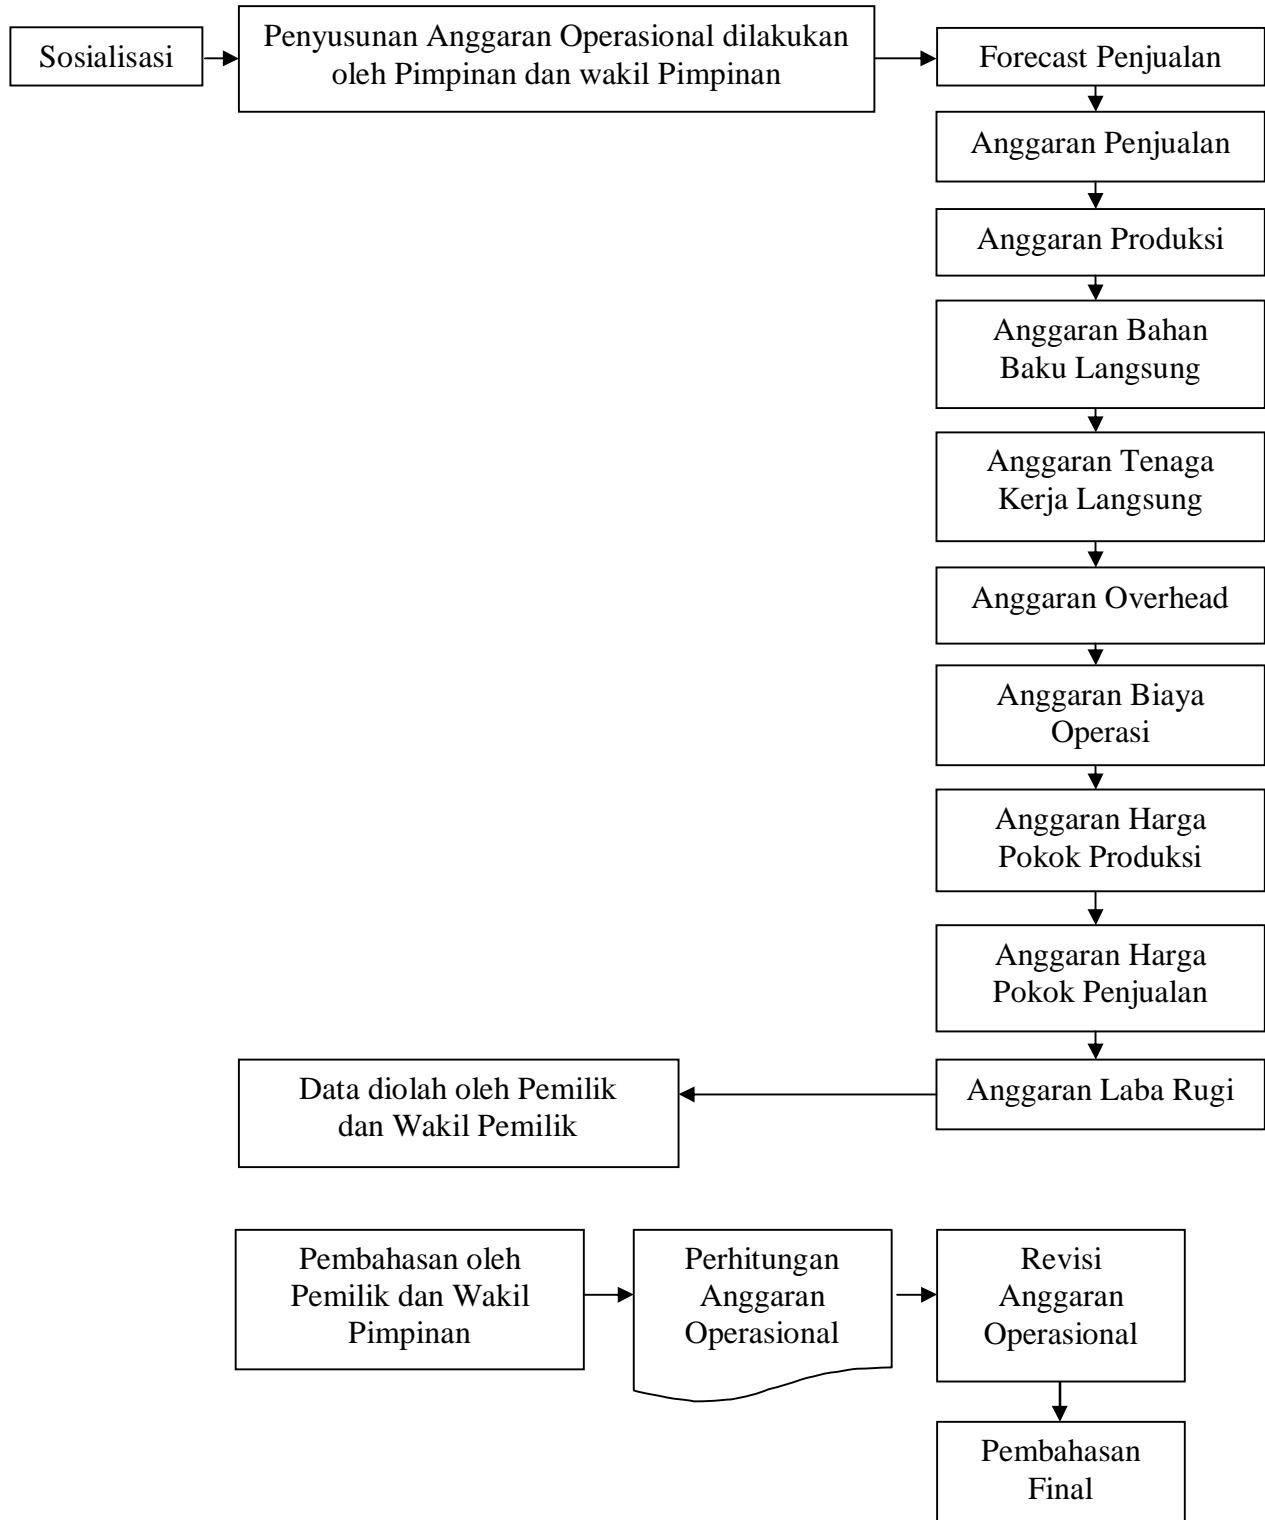 Sosialisasi
Penyusunan Anggaran Operasional dilakukan
oleh Pimpinan dan wakil Pimpinan
Forecast Penjualan
Anggaran Penjualan
Anggaran Produksi
Anggaran Bahan
Baku Langsung
Anggaran Tenaga
Kerja Langsung
Anggaran Overhead
Anggaran Biaya
Operasi
Anggaran Harga
Pokok Produksi
Anggaran Harga
Pokok Penjualan
Anggaran Laba Rugi
Data diolah oleh Pemilik
dan Wakil Pemilik
Pembahasan oleh
Pemilik dan Wakil
Pimpinan
Perhitungan
Anggaran
Operasional
Revisi
Anggaran
Operasional
Pembahasan
Final